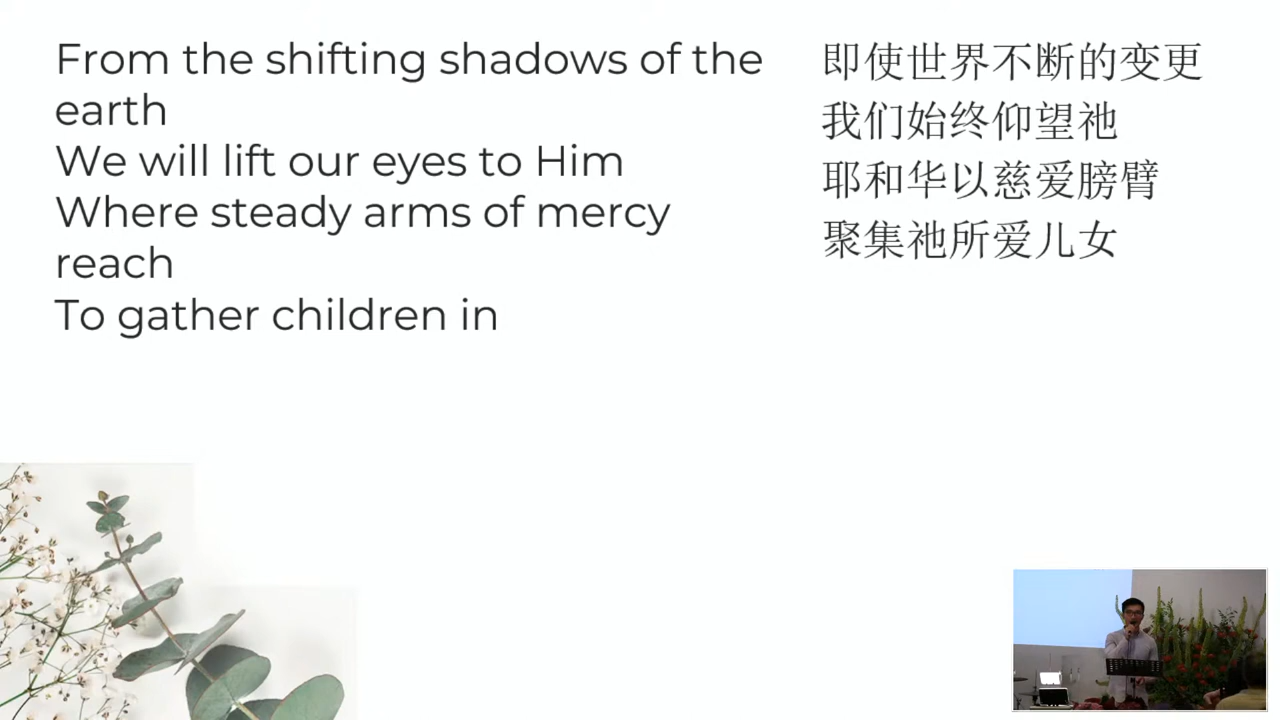 From the shifting shadows of the
earth
We will lift our eyes to Him
Where steady arms of mercy
reach
To gather children in
即使世界不断的变更
我们始终仰望祂
耶和华以慈爱膀臂
聚集祂所爱儿女